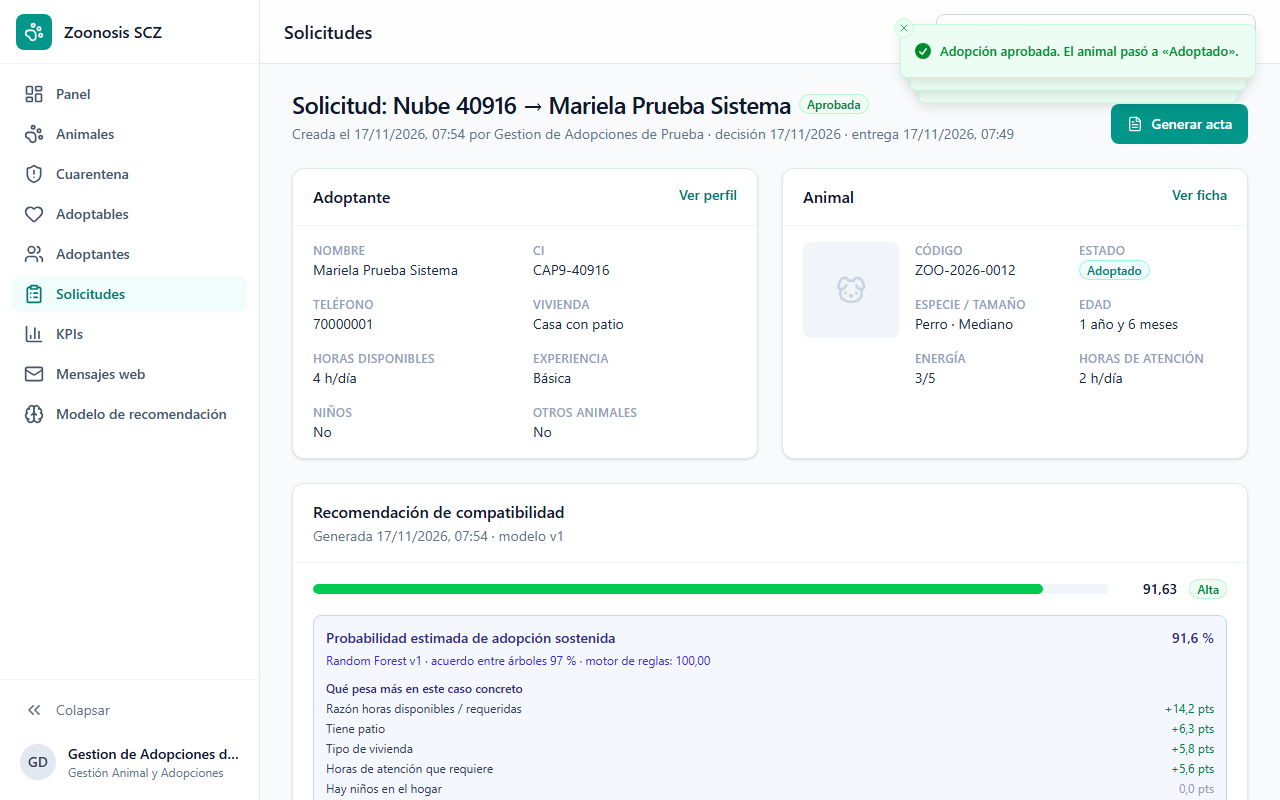 Zoonosis SCZ
Panel
Animales
Cuarentena
Adoptables
Adoptantes
Solicitudes
KPIs
Mensajes web
Modelo de recomendación
Colapsar
GD
Gestion de Adopciones d...
Gestión Animal y Adopciones
Solicitudes
Adopción aprobada. El animal pasó a «Adoptado».
Solicitud: Nube 40916 → Mariela Prueba Sistema Aprobada
Creada el 17/11/2026, 07:54 por Gestion de Adopciones de Prueba · decisión 17/11/2026 · entrega 17/11/2026, 07:49
Generar acta
Adoptante Ver perfil
NOMBRE CI
Mariela Prueba Sistema CAP9-40916
TELÉFONO VIVIENDA
70000001 Casa con patio
HORAS DISPONIBLES EXPERIENCIA
4 h/día Básica
NIÑOS OTROS ANIMALES
No No
Animal Ver ficha
CÓDIGO ESTADO
ZOO-2026-0012 Adoptado
ESPECIE / TAMAÑO EDAD
Perro · Mediano 1 año y 6 meses
ENERGÍA HORAS DE ATENCIÓN
3/5 2 h/día
Recomendación de compatibilidad
Generada 17/11/2026, 07:54 · modelo v1
91,63 Alta
Probabilidad estimada de adopción sostenida 91,6 %
Random Forest v1 · acuerdo entre árboles 97 % · motor de reglas: 100,00
Qué pesa más en este caso concreto
Razón horas disponibles / requeridas +14,2 pts
Tiene patio +6,3 pts
Tipo de vivienda +5,8 pts
Horas de atención que requiere +5,6 pts
Hay niños en el hogar 0,0 pts